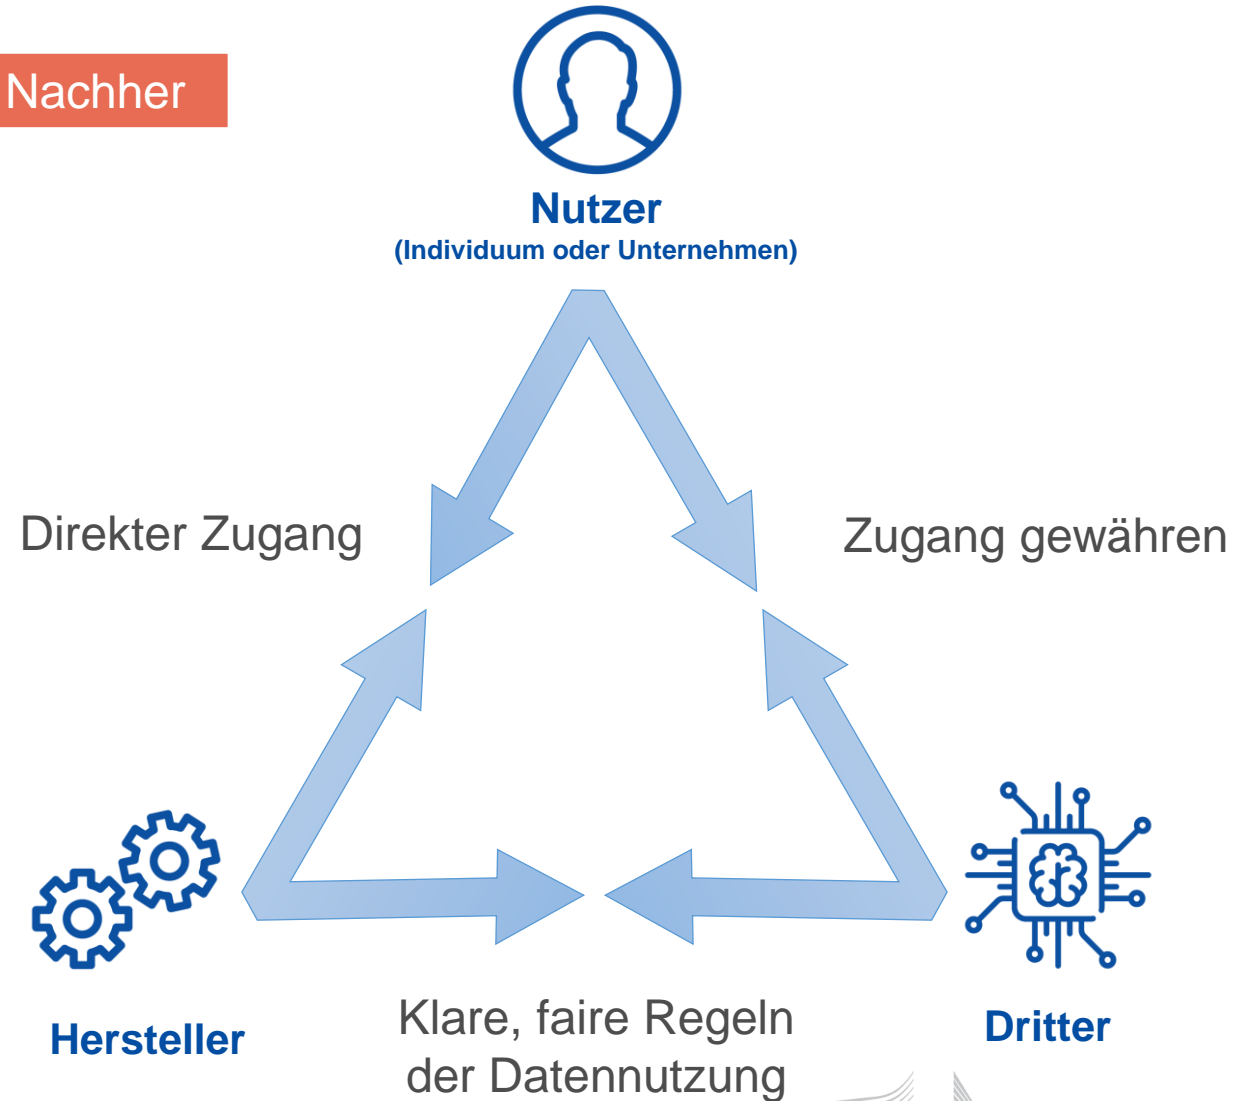 Nachher
Nutzer
(Individuum oder Unternehmen)
Direkter Zugang
Zugang gewähren
Hersteller
Klare, faire Regeln
der Datennutzung
Dritter